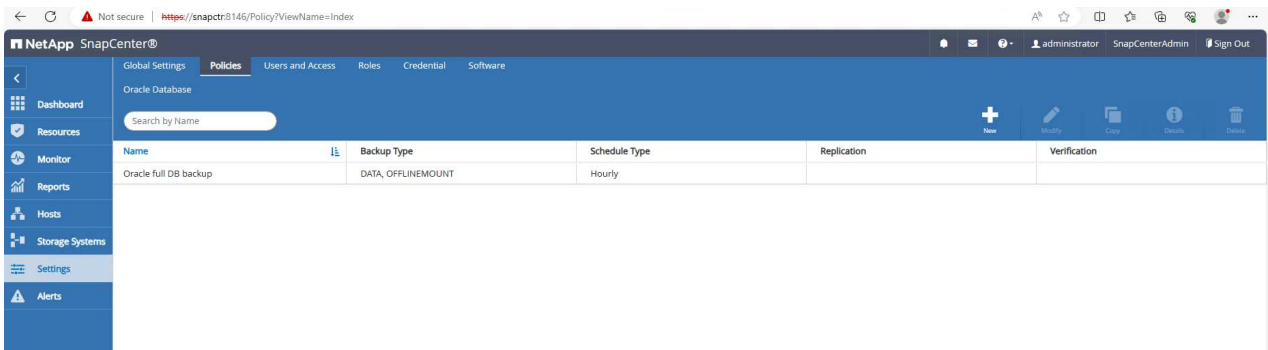 Not secure | https://snapctr:8146/Policy?ViewName=Index
NetApp SnapCenter®
administrator SnapCenterAdmin Sign Out
Global Settings Policies Users and Access Roles Credential Software
Oracle Database
Search by Name
New Modify Copy Details Delete
Dashboard
Resources
Monitor
Reports
Hosts
Storage Systems
Settings
Alerts
Name Backup Type Schedule Type Replication Verification
Oracle full DB backup DATA, OFFLINEMOUNT Hourly